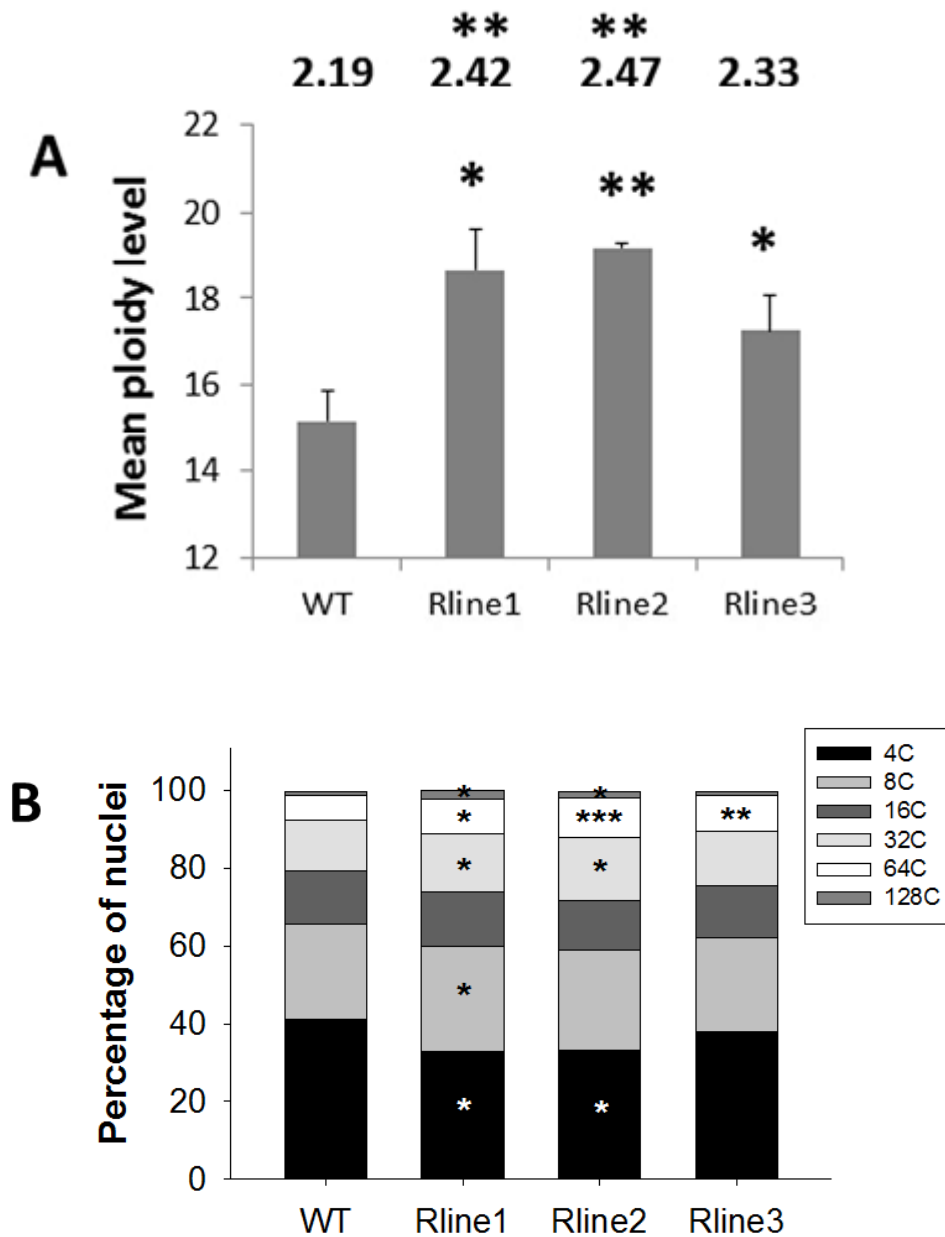 ** **
2.19 2.42 2.47 2.33
A
Mean ploidy level
22
20
18
16
14
12
* ** *
WT Rline1 Rline2 Rline3
B
Percentage of nuclei
100
80
60
40
20
0
* *
* *** **
* *
*
* *
WT Rline1 Rline2 Rline3
4C
8C
16C
32C
64C
128C